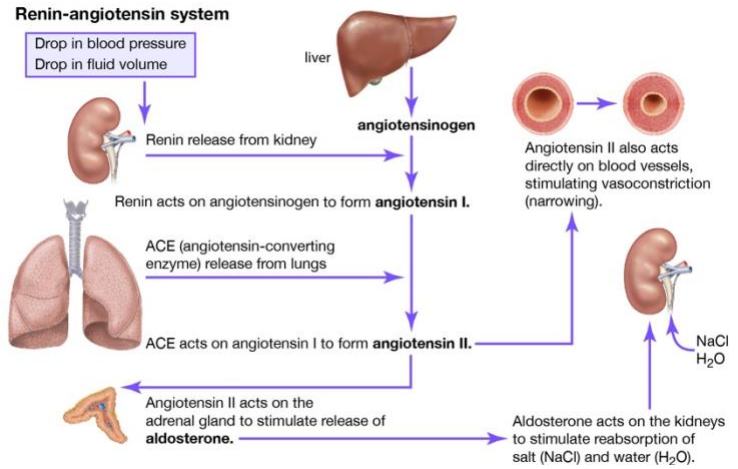 Renin-angiotensin system
Drop in blood pressure
Drop in fluid volume
liver
angiotensinogen
Renin release from kidney
Renin acts on angiotensinogen to form angiotensin I.
ACE (angiotensin-converting
enzyme) release from lungs
ACE acts on angiotensin I to form angiotensin II.
Angiotensin II acts on the
adrenal gland to stimulate release of
aldosterone.
Angiotensin II also acts
directly on blood vessels,
stimulating vasoconstriction
(narrowing).
NaCl
H₂O
Aldosterone acts on the kidneys
to stimulate reabsorption of
salt (NaCl) and water (H₂O).